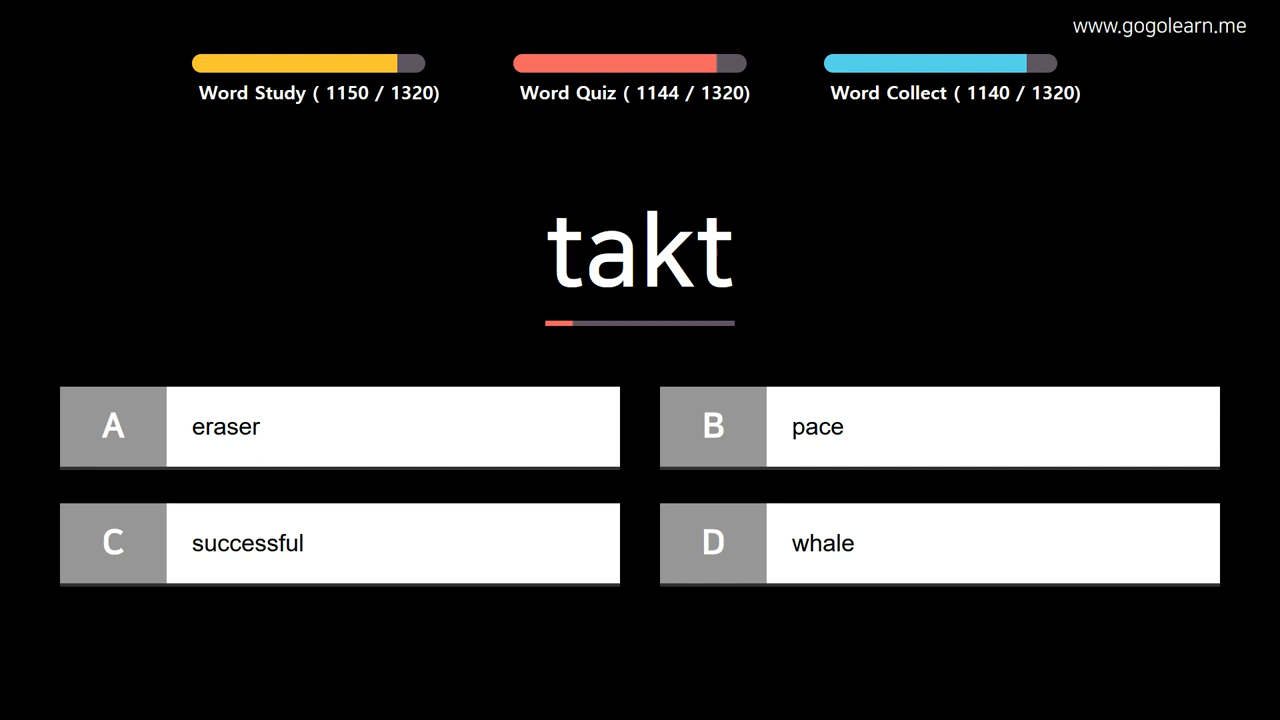 www.gogolearn.me
Word Study ( 1150 / 1320)
Word Quiz ( 1144 / 1320)
Word Collect ( 1140 / 1320)
takt
A eraser
B pace
C successful
D whale